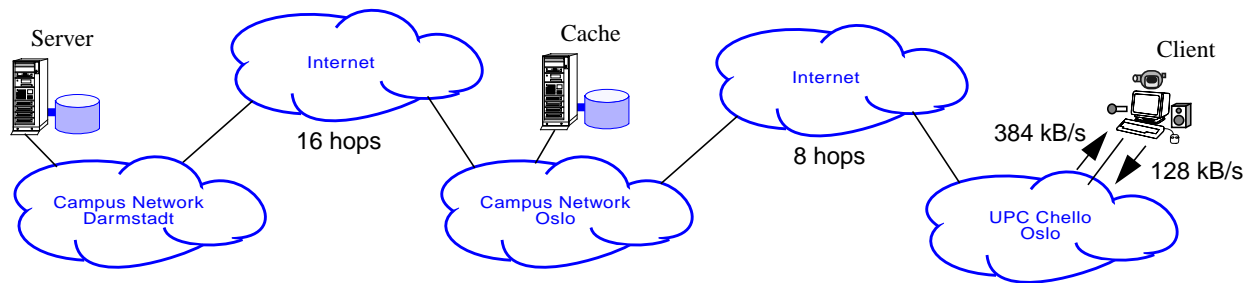 Server
Internet
16 hops
Campus Network
Darmstadt
Cache
Campus Network
Oslo
Internet
8 hops
Client
384 kB/s
128 kB/s
UPC Chello
Oslo